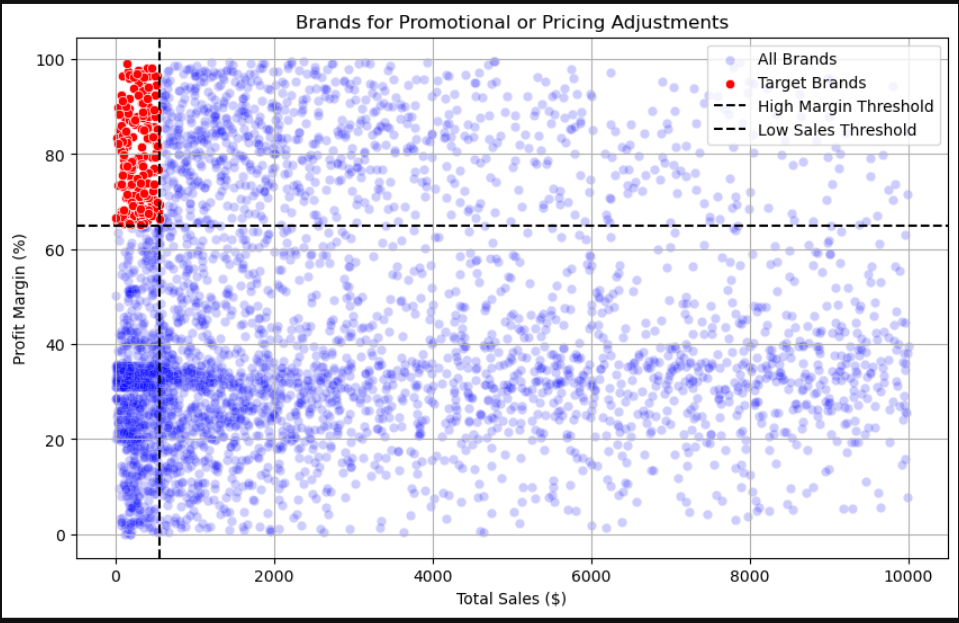 Brands for Promotional or Pricing Adjustments
All Brands
Target Brands
High Margin Threshold
Low Sales Threshold
Profit Margin (%)
100
80
60
40
20
0
0
2000
4000
6000
8000
10000
Total Sales ($)